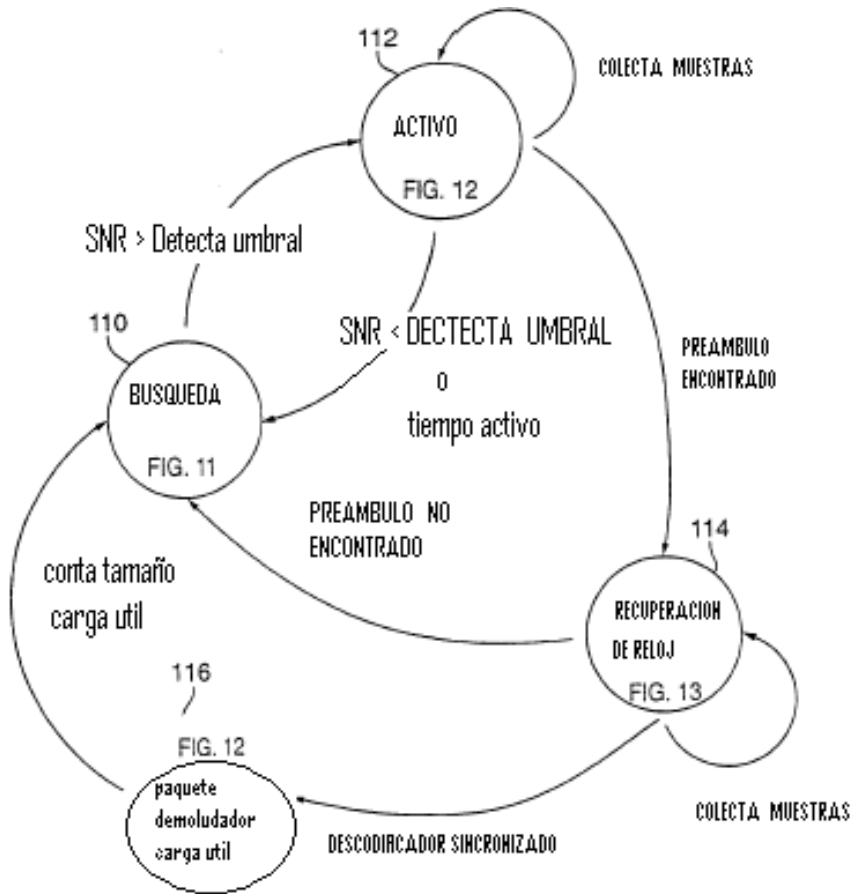 112
COLECTA MUESTRAS
ACTIVO
FIG. 12
SNR > Detecta umbral
110
SNR < DECTECTA UMBRAL
o
tiempo activo
PREAMBULO
ENCONTRADO
BUSQUEDA
FIG. 11
PREAMBULO NO
ENCONTRADO
114
conta tamaño
carga util
RECUPERACION
DE RELOJ
FIG. 13
116
FIG. 12
paquete
demoludador
carga util
DESCODIFICADOR SINCRONIZADO
COLECTA MUESTRAS